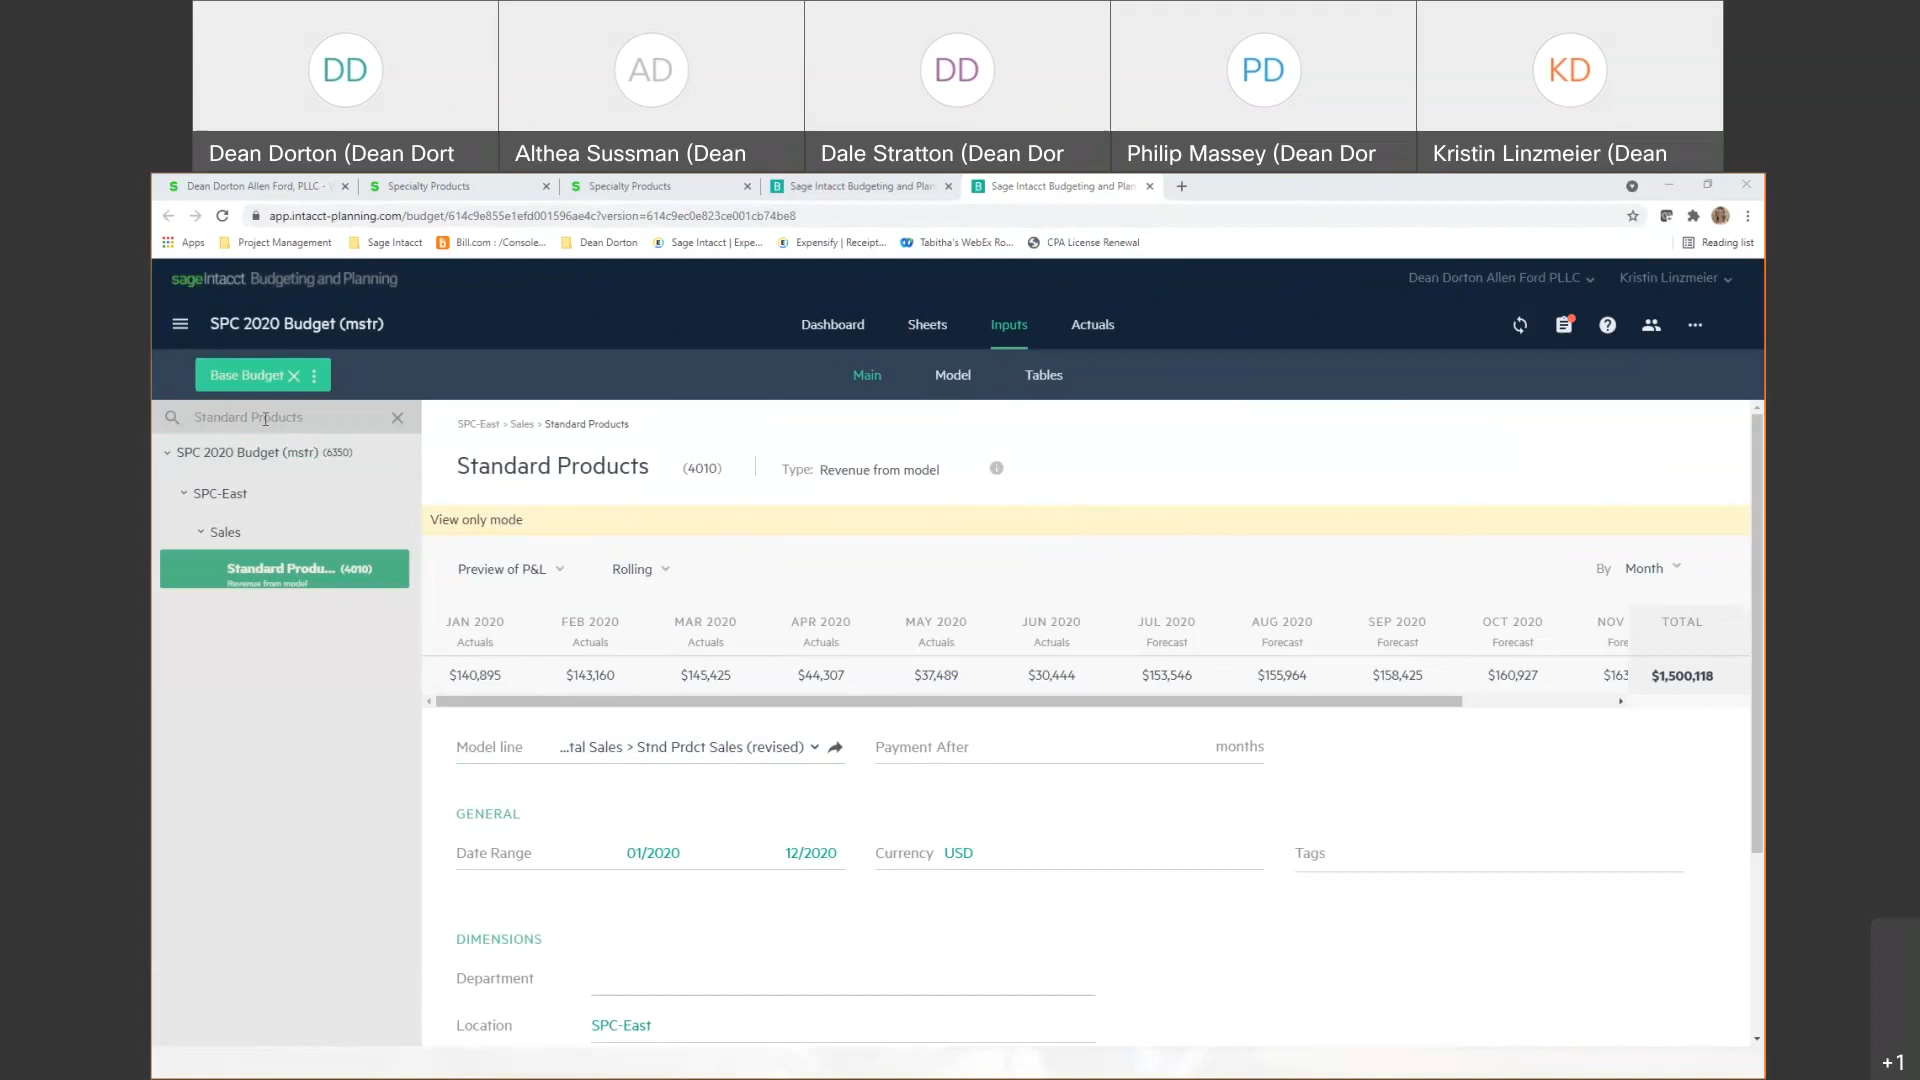 DD
AD
DD
PD
KD
Dean Dorton (Dean Dort
Althea Sussman (Dean
Dale Stratton (Dean Dor
Philip Massey (Dean Dor
Kristin Linzmeier (Dean
Dean Dorton Allen Ford, PLLC -
Specialty Products
Specialty Products
Sage Intacct Budgeting and Plan
Sage Intacct Budgeting and Plan
app.intacct-planning.com/budget/614c9e855e1efd001596ae4c?version=614c9ec0e823ce001cb74be8
Apps
Project Management
Sage Intacct
Bill.com : /Console...
Dean Dorton
Sage Intacct | Expe...
Expensify | Receipt...
Tabitha's WebEx Ro...
CPA License Renewal
Reading list
sage Intacct Budgeting and Planning
Dean Dorton Allen Ford PLLC
Kristin Linzmeier
SPC 2020 Budget (mstr)
Dashboard
Sheets
Inputs
Actuals
Base Budget
Main
Model
Tables
Standard Products
SPC 2020 Budget (mstr) (6350)
SPC-East
Sales
Standard Produ... (4010)
Revenue from model
SPC-East > Sales > Standard Products
Standard Products (4010) Type: Revenue from model
View only mode
Preview of P&L Rolling By Month
JAN 2020 FEB 2020 MAR 2020 APR 2020 MAY 2020 JUN 2020 JUL 2020 AUG 2020 SEP 2020 OCT 2020 NOV TOTAL
Actuals Actuals Actuals Actuals Actuals Actuals Forecast Forecast Forecast Forecast Fore
$140,895 $143,160 $145,425 $44,307 $37,489 $30,444 $153,546 $155,964 $158,425 $160,927 $163 $1,500,118
Model line ...tal Sales > Stnd Prdct Sales (revised) Payment After months
GENERAL
Date Range 01/2020 12/2020 Currency USD Tags
DIMENSIONS
Department
Location SPC-East
+1